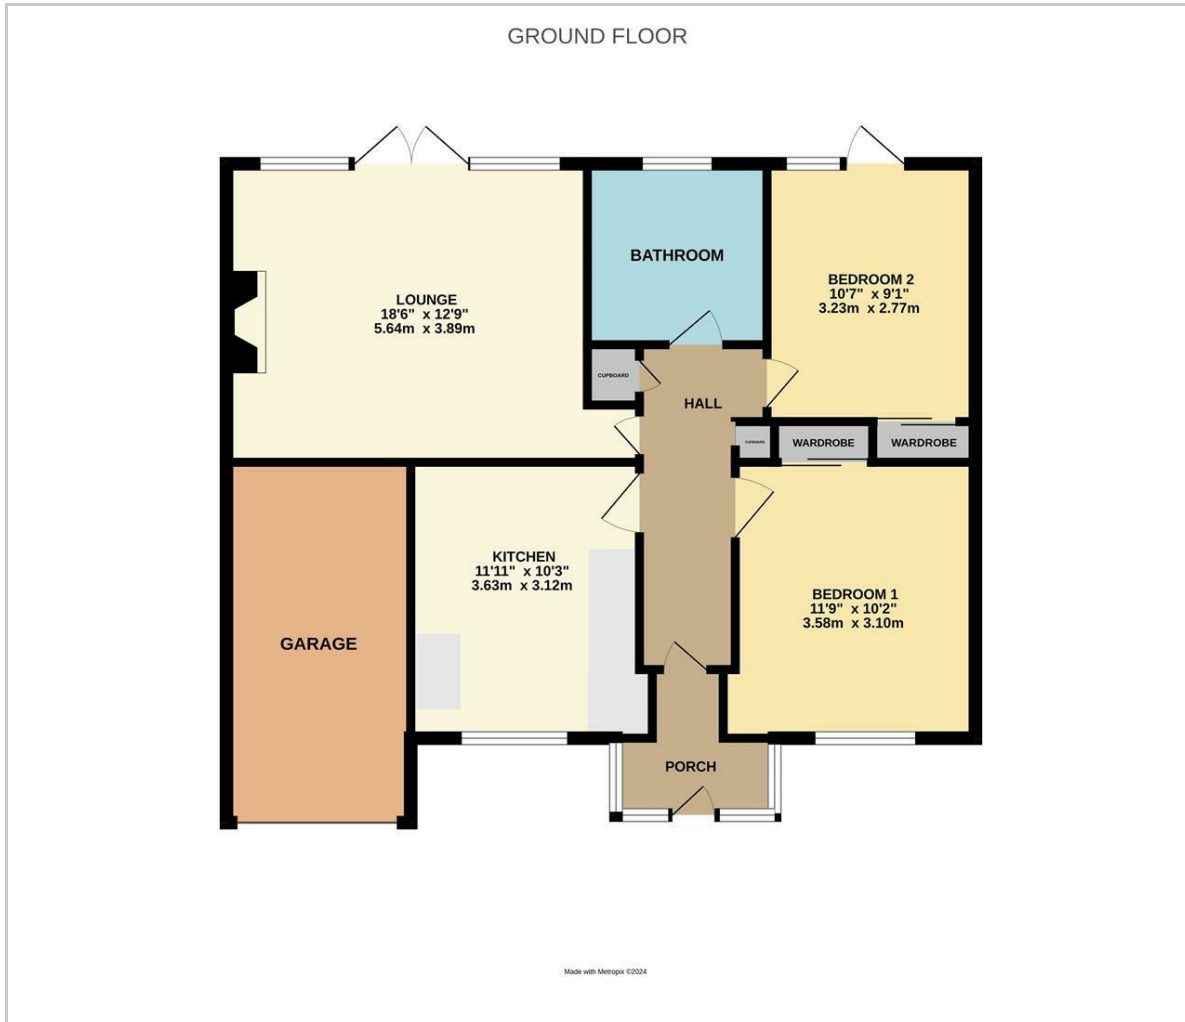 GROUND FLOOR
BATHROOM
BEDROOM 2
10'7" x 9'1"
3.23m x 2.77m
LOUNGE
18'6" x 12'9"
5.64m x 3.89m
CUPBOARD
HALL
CUPBOARD
WARDROBE
WARDROBE
KITCHEN
11'11" x 10'3"
3.63m x 3.12m
BEDROOM 1
11'9" x 10'2"
3.58m x 3.10m
GARAGE
PORCH
Made with Metropix ©2024